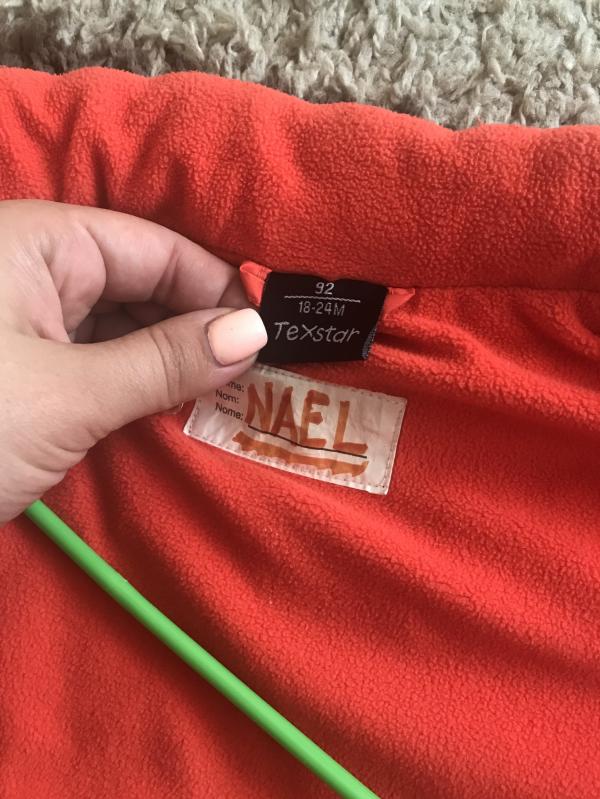 92
18-24M
Texstar
Nom:
Nome:
NAEL